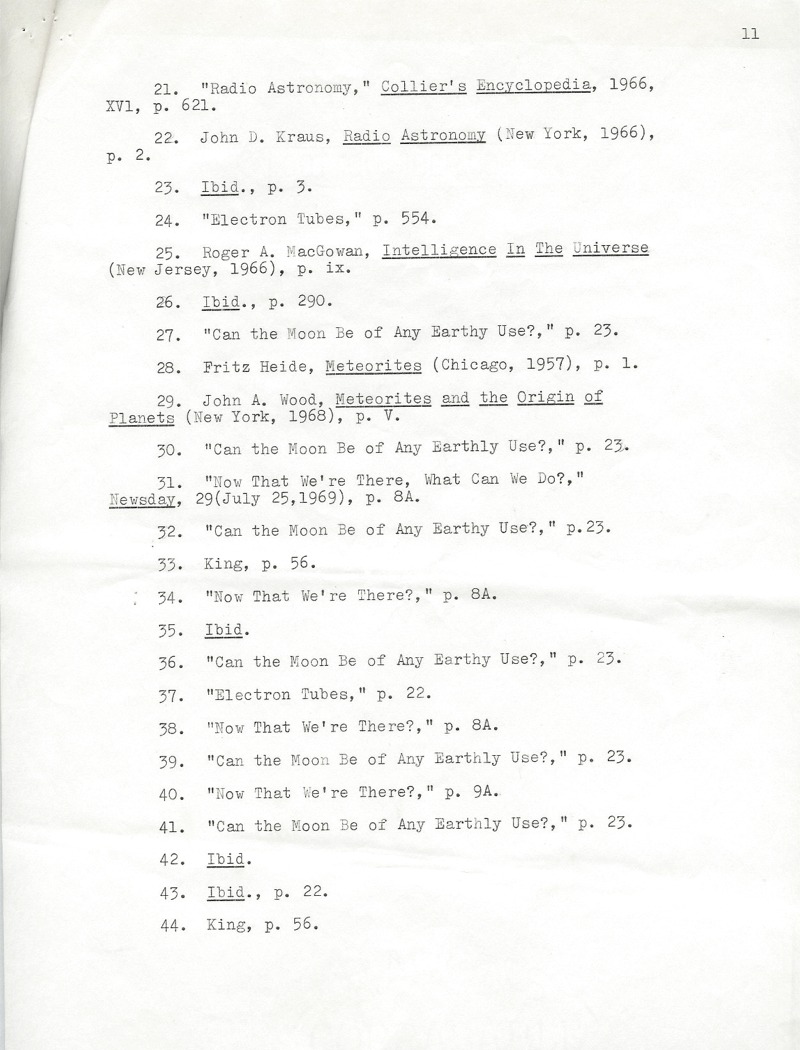 11
21. "Radio Astronomy," Collier's Encyclopedia, 1966,
XVl, p. 621.
22. John D. Kraus, Radio Astronomy (New York, 1966),
p. 2.
23. Ibid., p. 3.
24. "Electron Tubes," p. 554.
25. Roger A. MacGowan, Intelligence In The Universe
(New Jersey, 1966), p. ix.
26. Ibid., p. 290.
27. "Can the Moon Be of Any Earthy Use?," p. 23.
28. Fritz Heide, Meteorites (Chicago, 1957), p. 1.
29. John A. Wood, Meteorites and the Origin of
Planets (New York, 1968), p. V.
30. "Can the Moon Be of Any Earthly Use?," p. 23.
31. "Now That We're There, What Can We Do?,"
Newsday, 29(July 25,1969), p. 8A.
32. "Can the Moon Be of Any Earthy Use?," p.23.
33. King, p. 56.
34. "Now That We're There?," p. 8A.
35. Ibid.
36. "Can the Moon Be of Any Earthy Use?," p. 23.
37. "Electron Tubes," p. 22.
38. "Now That We're There?," p. 8A.
39. "Can the Moon Be of Any Earthly Use?," p. 23.
40. "Now That We're There?," p. 9A.
41. "Can the Moon Be of Any Earthly Use?," p. 23.
42. Ibid.
43. Ibid., p. 22.
44. King, p. 56.